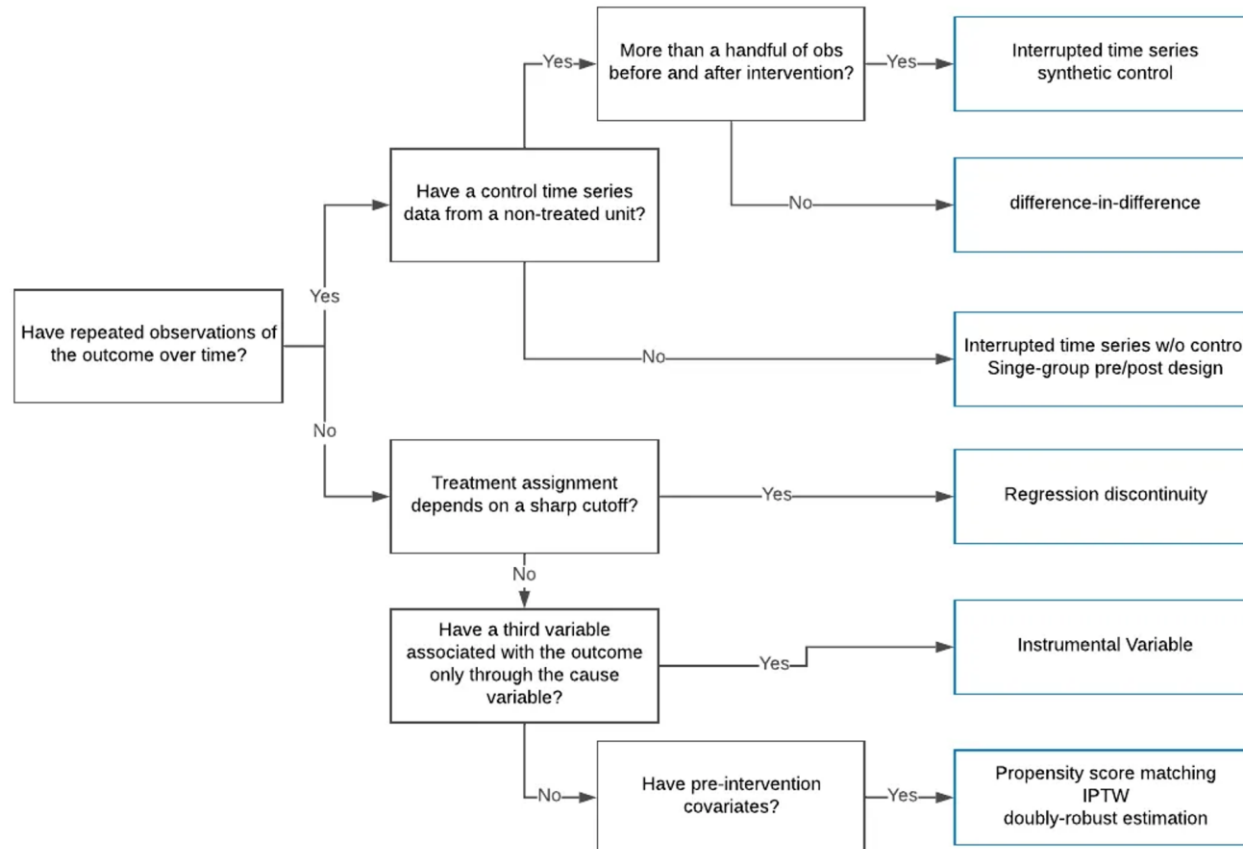 More than a handful of obs
before and after intervention?
Yes
Yes
Interrupted time series
synthetic control
Have a control time series
data from a non-treated unit?
No
difference-in-difference
Yes
Have repeated observations of
the outcome over time?
No
Interrupted time series w/o contro
Singe-group pre/post design
No
Treatment assignment
depends on a sharp cutoff?
Yes
Regression discontinuity
No
Have a third variable
associated with the outcome
only through the cause
variable?
Yes
Instrumental Variable
No
Have pre-intervention
covariates?
Yes
Propensity score matching
IPTW
doubly-robust estimation